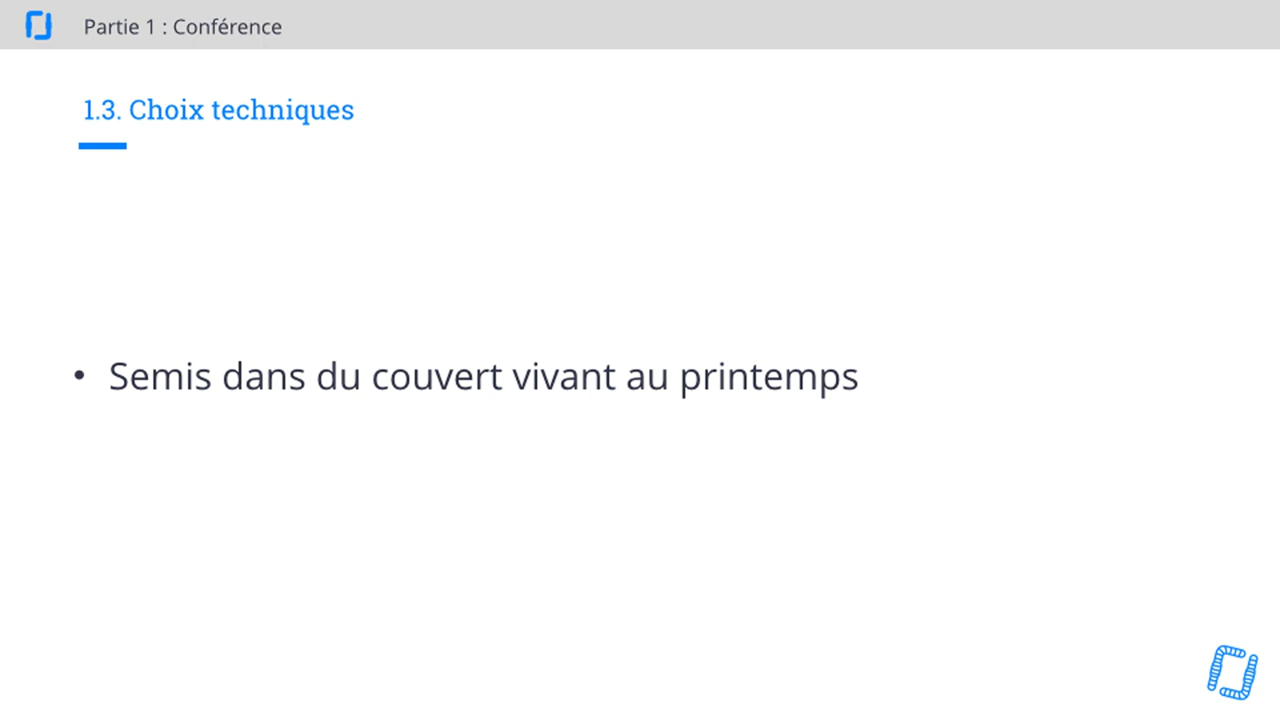 Partie 1 : Conférence
1.3. Choix techniques
• Semis dans du couvert vivant au printemps